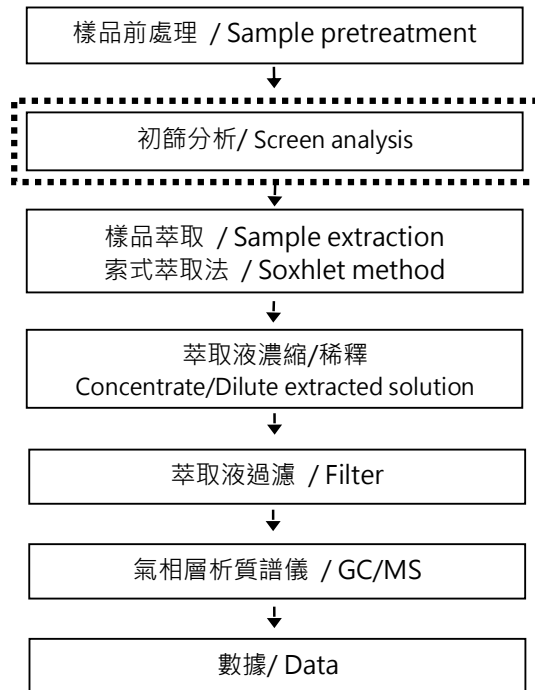 樣品前處理 / Sample pretreatment
初篩分析/ Screen analysis
樣品萃取 / Sample extraction
索式萃取法 / Soxhlet method
萃取液濃縮/稀釋
Concentrate/Dilute extracted solution
萃取液過濾 / Filter
氣相層析質譜儀 / GC/MS
數據/ Data